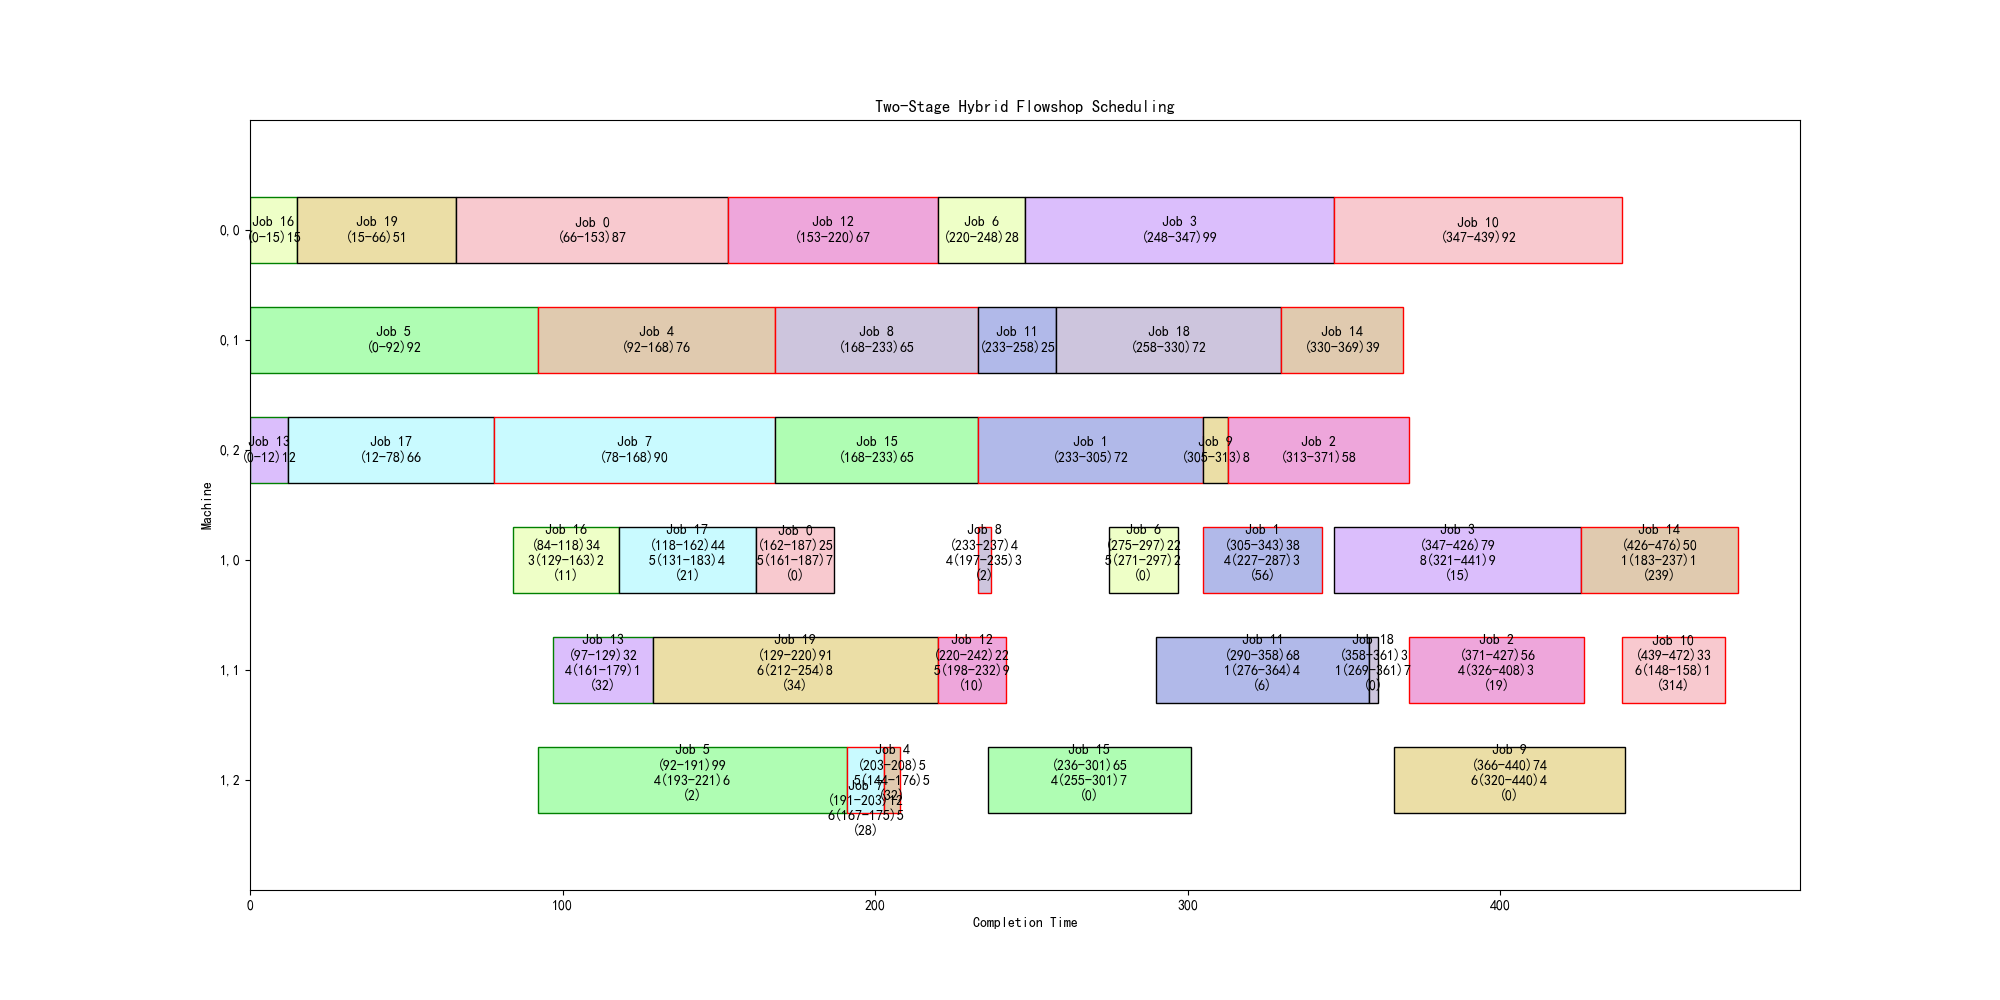 Two-Stage Hybrid Flowshop Scheduling
0,0
Job 16
(0-15)15
Job 19
(15-66)51
Job 0
(66-153)87
Job 12
(153-220)67
Job 6
(220-248)28
Job 3
(248-347)99
Job 10
(347-439)92
0,1
Job 5
(0-92)92
Job 4
(92-168)76
Job 8
(168-233)65
Job 11
(233-258)25
Job 18
(258-330)72
Job 14
(330-369)39
0,2
Job 13
(0-12)12
Job 17
(12-78)66
Job 7
(78-168)90
Job 15
(168-233)65
Job 1
(233-305)72
Job 9
(305-313)8
Job 2
(313-371)58
Machine
1,0
Job 16
(84-118)34
3(129-163)2
(11)
Job 17
(118-162)44
5(131-183)4
(21)
Job 0
(162-187)25
5(161-187)7
(0)
Job 8
(233-237)4
4(197-235)3
(2)
Job 6
(275-297)22
5(271-297)2
(0)
Job 1
(305-343)38
4(227-287)3
(56)
Job 3
(347-426)79
8(321-441)9
(15)
Job 14
(426-476)50
1(183-237)1
(239)
1,1
Job 13
(97-129)32
4(161-179)1
(32)
Job 19
(129-220)91
6(212-254)8
(34)
Job 12
(220-242)22
5(198-232)9
(10)
Job 11
(290-358)68
1(276-364)4
(6)
Job 18
(358-361)3
1(269-361)7
(0)
Job 2
(371-427)56
4(326-408)3
(19)
Job 10
(439-472)33
6(148-158)1
(314)
1,2
Job 5
(92-191)99
4(193-221)6
(2)
Job 7
(191-203)12
6(167-175)5
(28)
Job 4
(203-208)5
5(144-176)5
(32)
Job 15
(236-301)65
4(255-301)7
(0)
Job 9
(366-440)74
6(320-440)4
(0)
0
100
200
300
400
Completion Time